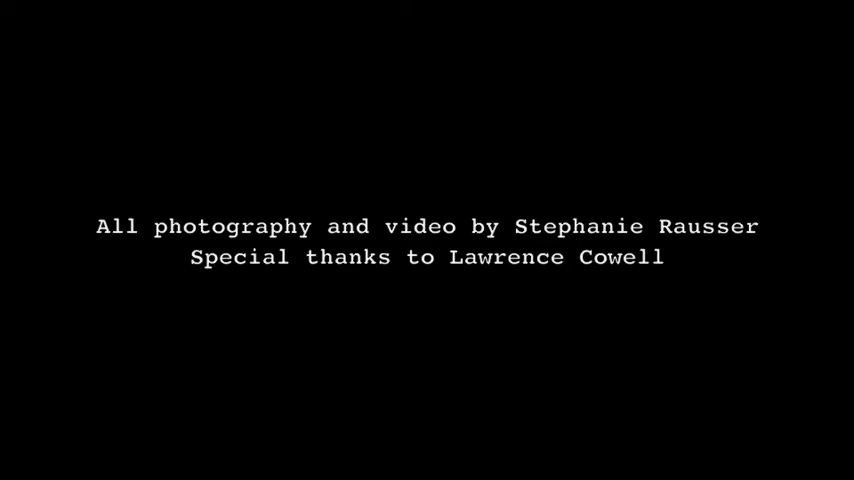 All photography and video by Stephanie Rausser
Special thanks to Lawrence Cowell